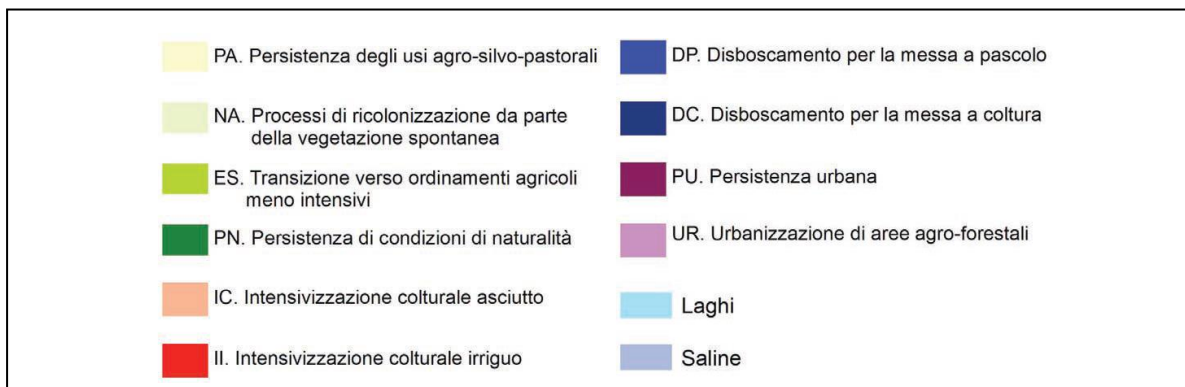 PA. Persistenza degli usi agro-silvo-pastorali
NA. Processi di ricolonizzazione da parte
della vegetazione spontanea
ES. Transizione verso ordinamenti agricoli
meno intensivi
PN. Persistenza di condizioni di naturalità
IC. Intensivizzazione colturale asciutto
II. Intensivizzazione colturale irriguo
DP. Disboscamento per la messa a pascolo
DC. Disboscamento per la messa a coltura
PU. Persistenza urbana
UR. Urbanizzazione di aree agro-forestali
Laghi
Saline